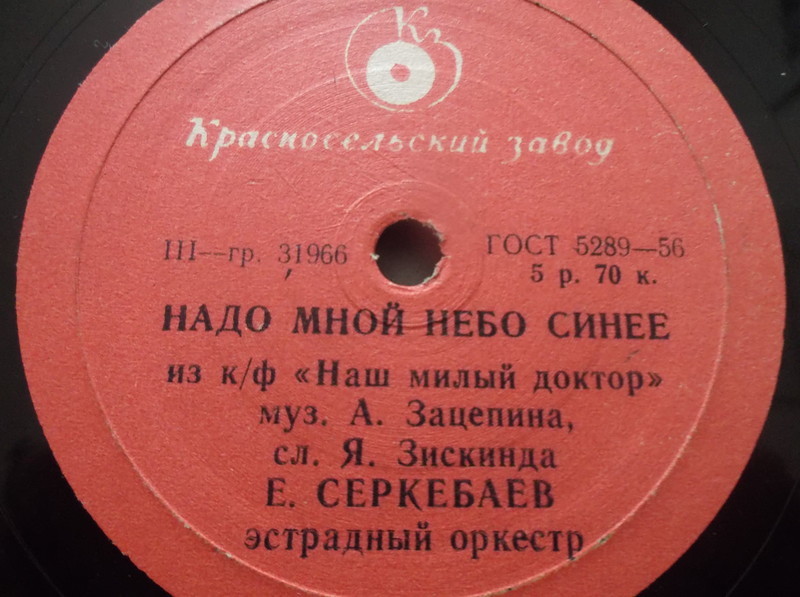 Кз
Красносельский завод
III—гр. 31966
ГОСТ 5289—56
5 р. 70 к.
НАДО МНОЙ НЕБО СИНЕЕ
из к/ф «Наш милый доктор»
муз. А. Зацепина,
сл. Я. Зискинда
Е. СЕРКЕБАЕВ
эстрадный оркестр